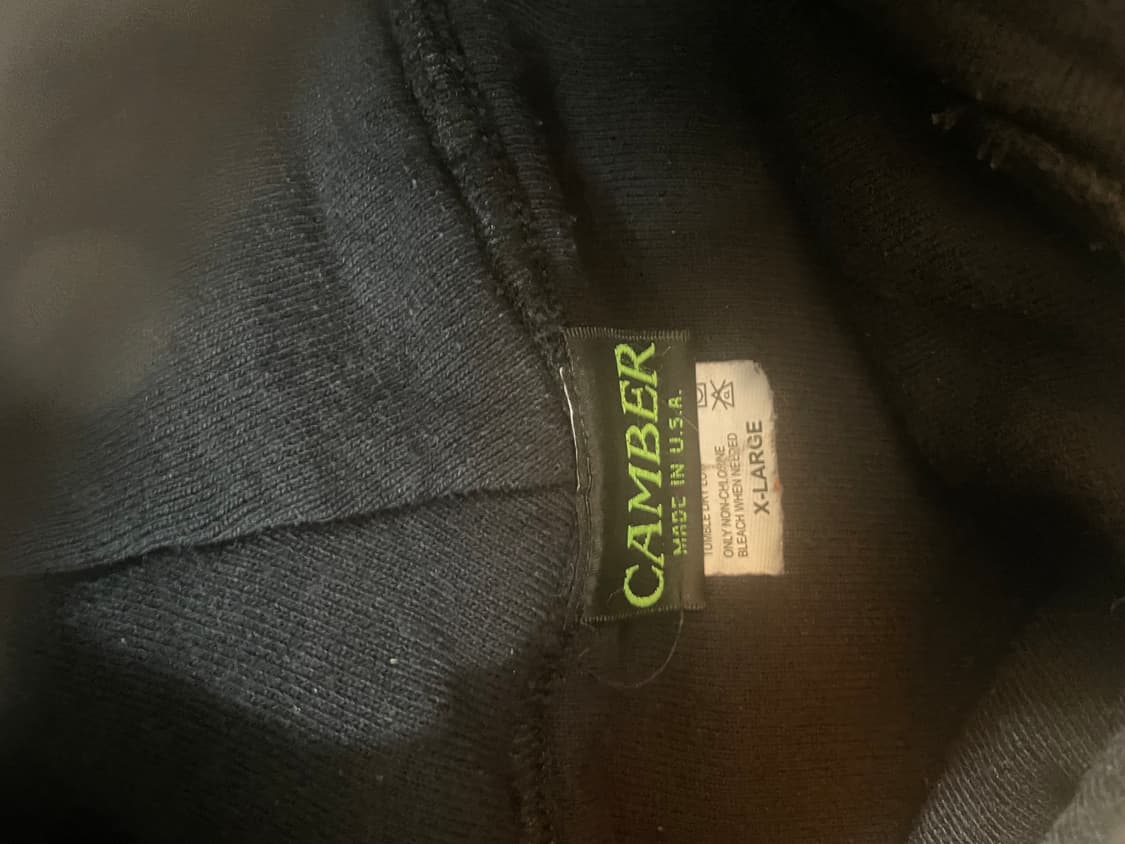 CAMBER
MADE IN U.S.A.
TUMBLE DRY LOW
ONLY NON-CHLORINE
BLEACH WHEN NEEDED
X-LARGE